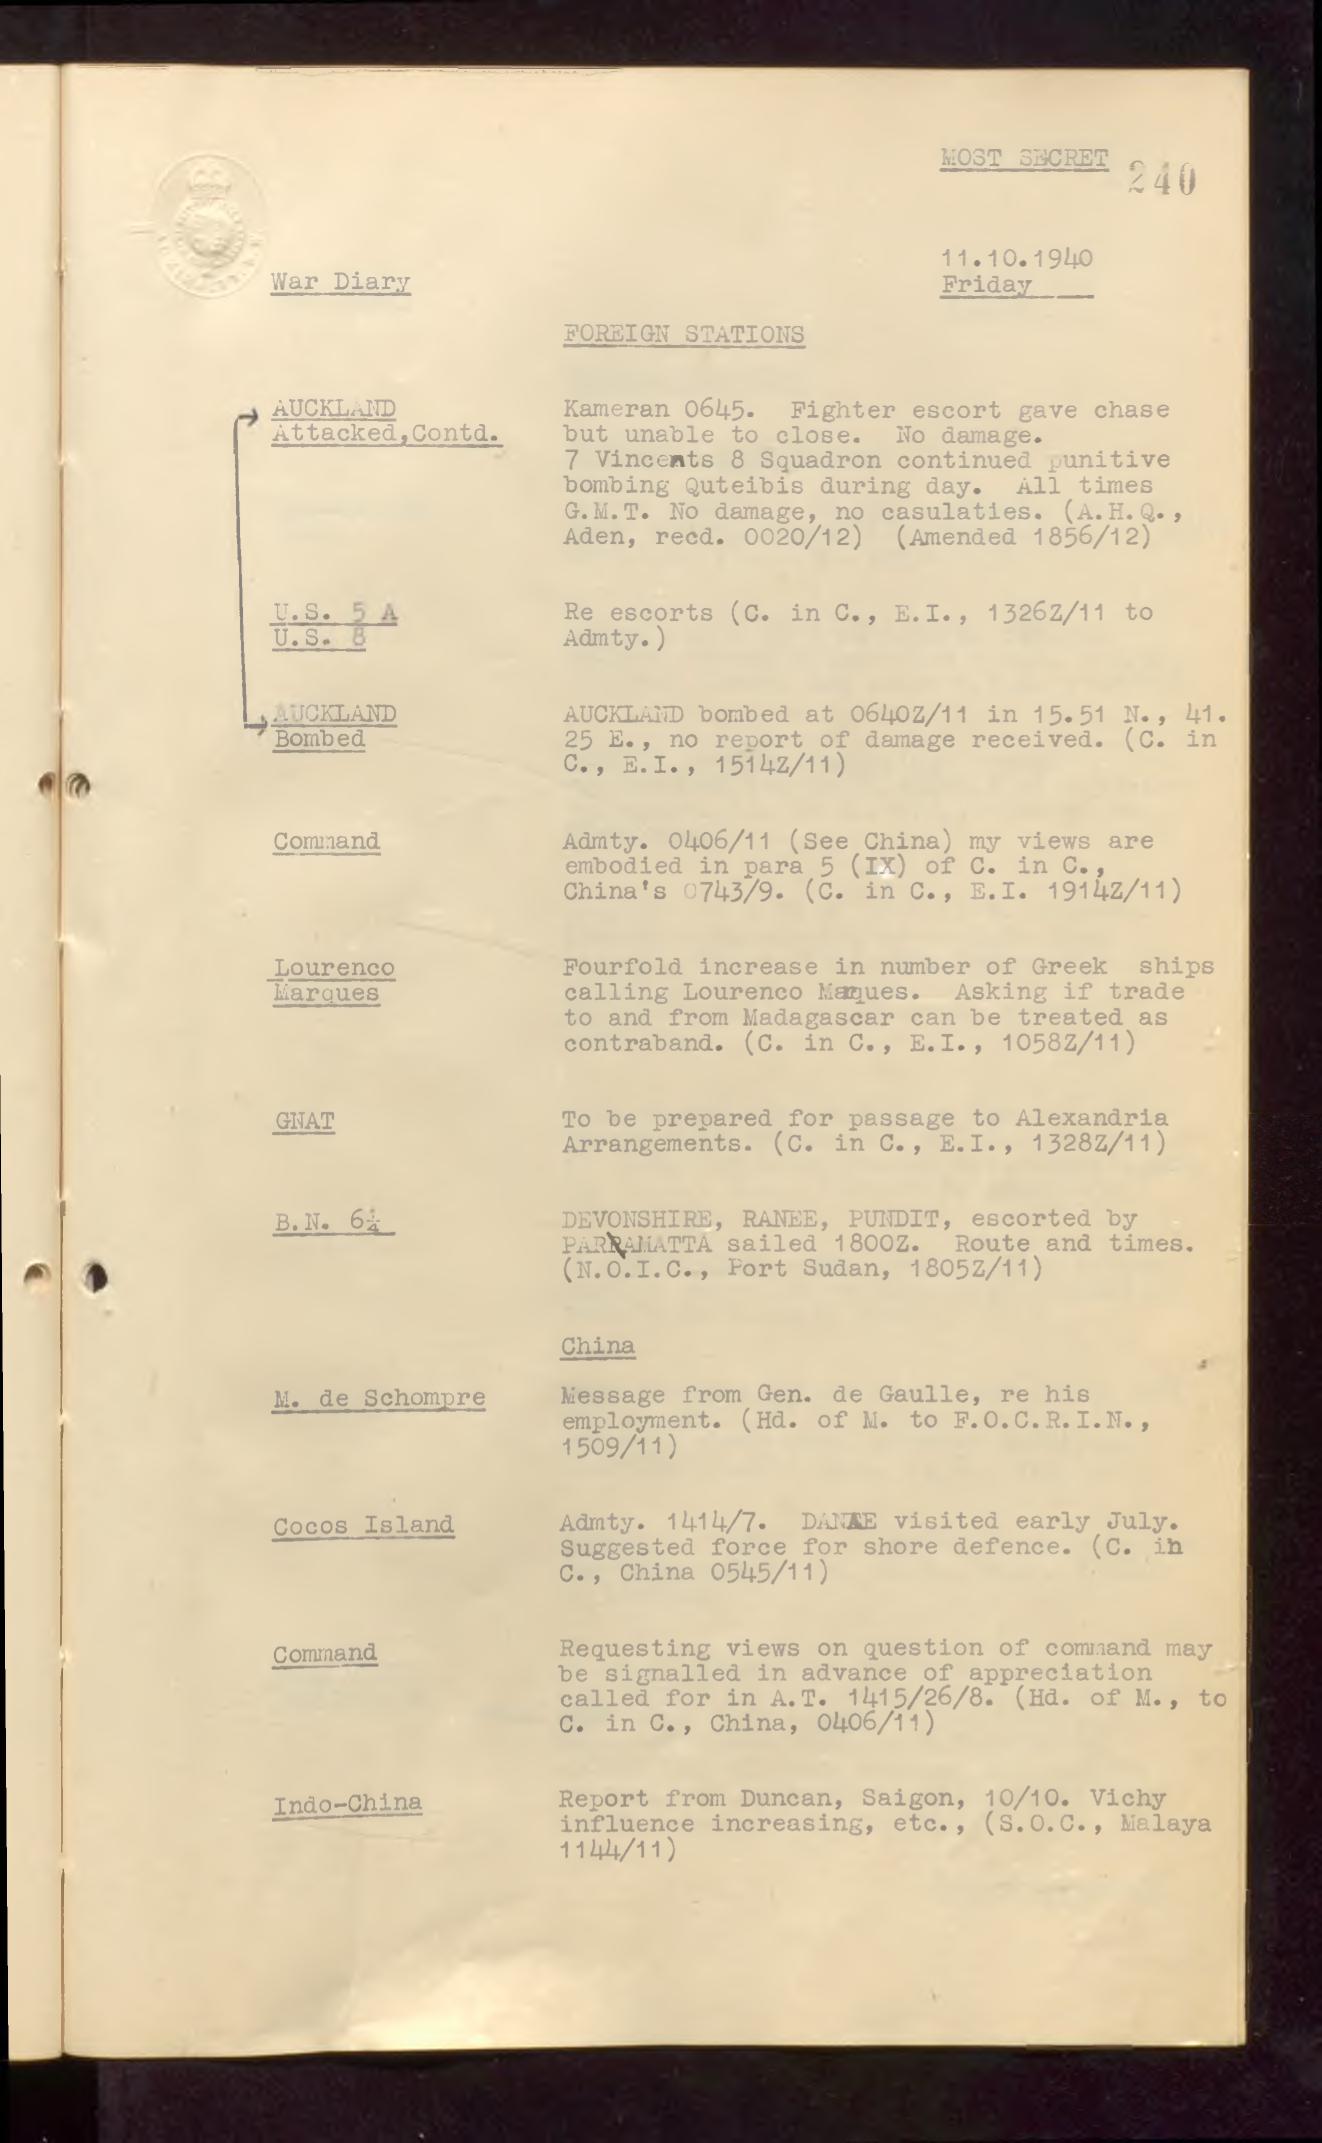 MOST SECRET
240
11.10.1940
War Diary
Friday
FOREIGN STATIONS
AUCKLAND
Attacked,Contd.
Kameran 0645. Fighter escort gave chase
but unable to close. No damage.
7 Vincents 8 Squadron continued punitive
bombing Quteibis during day. All times
G.M.T. No damage, no casulaties. (A.H.Q.,
Aden, recd. 0020/12) (Amended 1856/12)
U.S. 5 A
U.S. 8
Re escorts (C. in C., E.I., 1326Z/11 to
Admty.)
AUCKLAND
Bombed
AUCKLAND bombed at 0640Z/11 in 15.51 N., 41.
25 E., no report of damage received. (C. in
C., E.I., 1514Z/11)
Command
Admty. 0406/11 (See China) my views are
embodied in para 5 (IX) of C. in C.,
China's 0743/9. (C. in C., E.I. 1914Z/11)
Lourenco
Marques
Fourfold increase in number of Greek ships
calling Lourenco Marques. Asking if trade
to and from Madagascar can be treated as
contraband. (C. in C., E.I., 1058Z/11)
GNAT
To be prepared for passage to Alexandria
Arrangements. (C. in C., E.I., 1328Z/11)
B.N. 6¼
DEVONSHIRE, RANEE, PUNDIT, escorted by
PARRAMATTA sailed 1800Z. Route and times.
(N.O.I.C., Port Sudan, 1805Z/11)
China
M. de Schompre
Message from Gen. de Gaulle, re his
employment. (Hd. of M. to F.O.C.R.I.N.,
1509/11)
Cocos Island
Admty. 1414/7. DANAE visited early July.
Suggested force for shore defence. (C. in
C., China 0545/11)
Command
Requesting views on question of command may
be signalled in advance of appreciation
called for in A.T. 1415/26/8. (Hd. of M., to
C. in C., China, 0406/11)
Indo-China
Report from Duncan, Saigon, 10/10. Vichy
influence increasing, etc., (S.O.C., Malaya
1144/11)